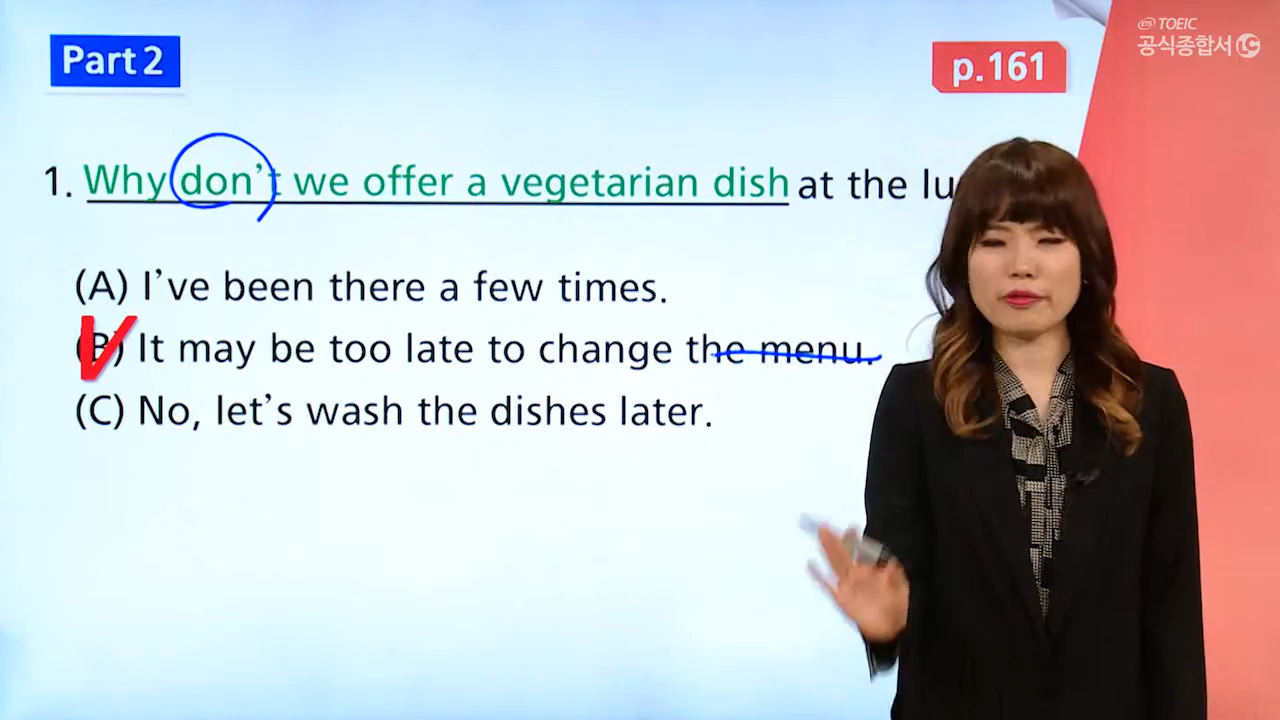 Part 2
p.161
ETS TOEIC
공식종합서 LC
1. Why don't we offer a vegetarian dish at the lu
(A) I've been there a few times.
(B) It may be too late to change the menu.
(C) No, let's wash the dishes later.